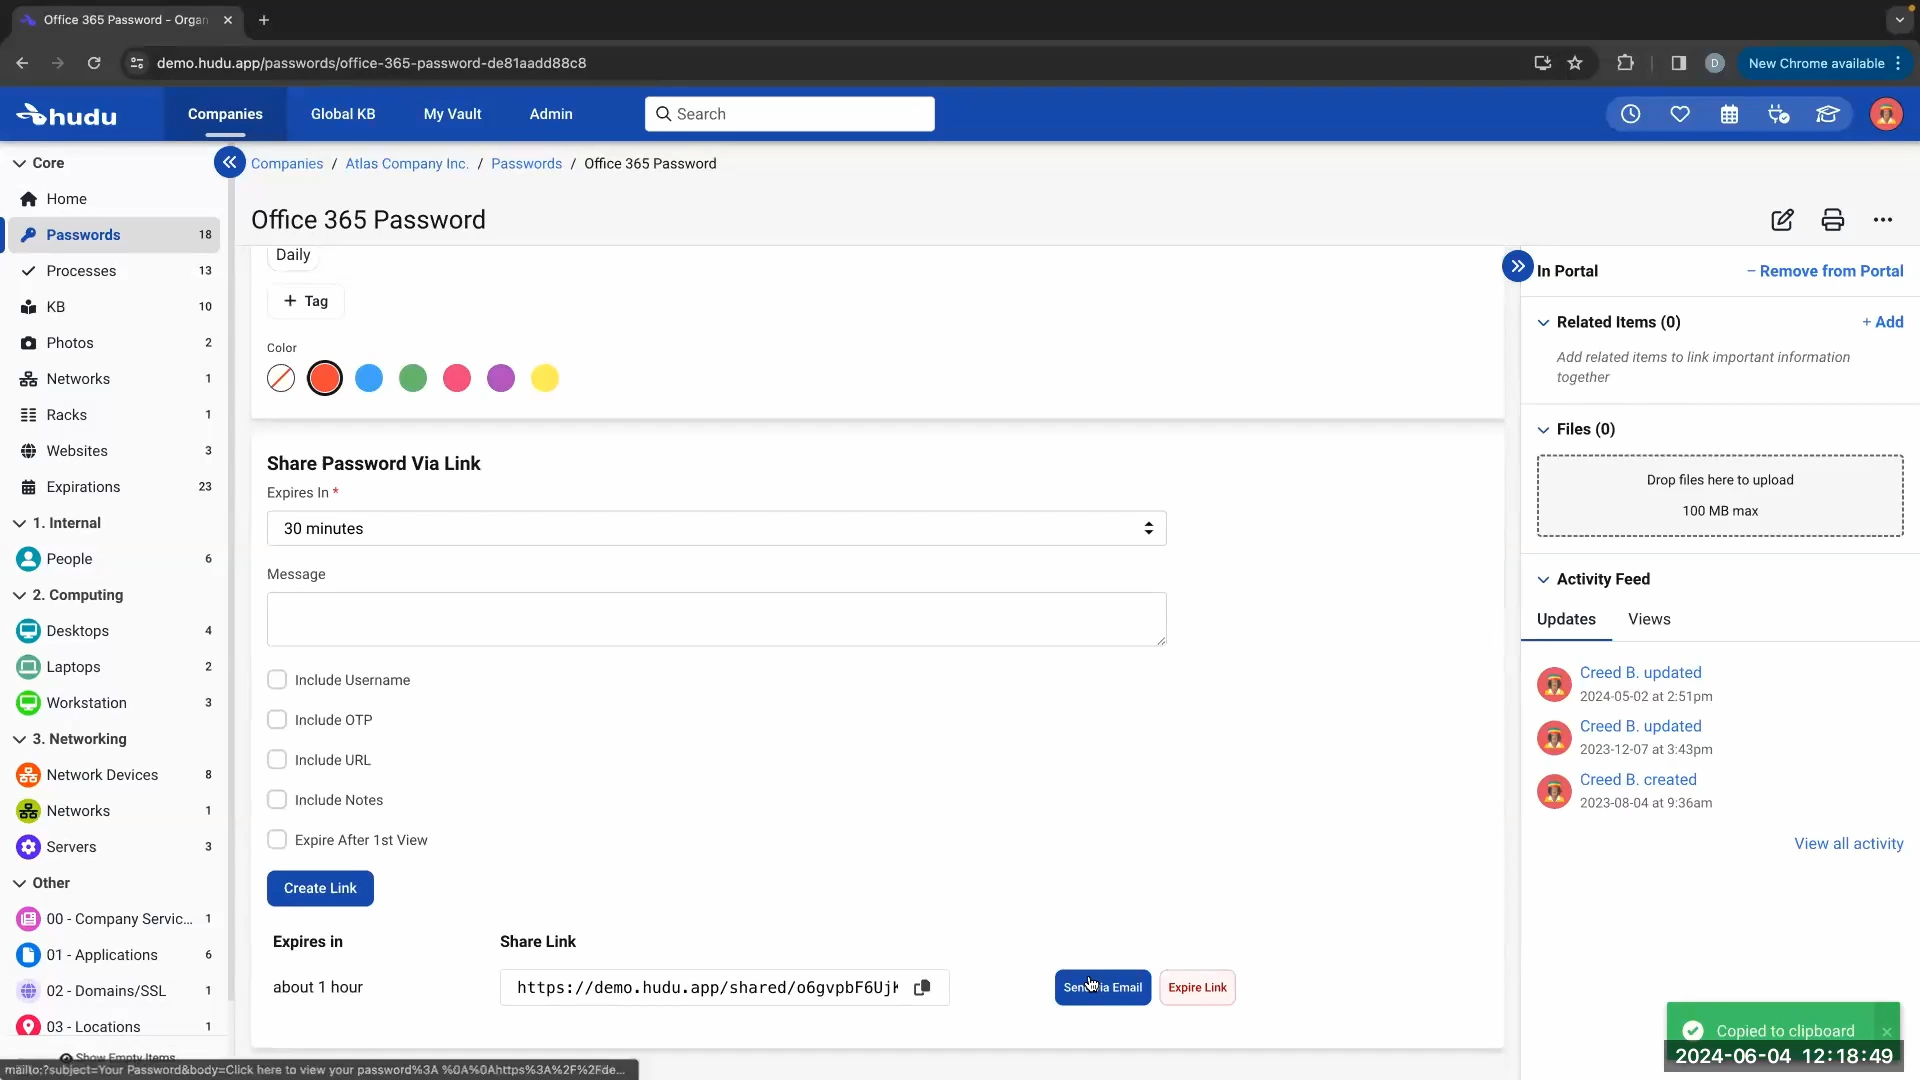 Office 365 Password - Organ
demo.hudu.app/passwords/office-365-password-de81aadd88c8
D
New Chrome available
hudu
Companies
Global KB
My Vault
Admin
Search
Core
Home
Passwords 18
Processes 13
KB 10
Photos 2
Networks 1
Racks 1
Websites 3
Expirations 23
1. Internal
People 6
2. Computing
Desktops 4
Laptops 2
Workstation 3
3. Networking
Network Devices 8
Networks 1
Servers 3
Other
00 - Company Servic... 1
01 - Applications 6
02 - Domains/SSL 1
03 - Locations 1
Show Empty Items
Companies / Atlas Company Inc. / Passwords / Office 365 Password
Office 365 Password
Daily
+ Tag
Color
Share Password Via Link
Expires In *
30 minutes
Message
Include Username
Include OTP
Include URL
Include Notes
Expire After 1st View
Create Link
Expires in Share Link
about 1 hour https://demo.hudu.app/shared/o6gvpbF6Uj
Email
Expire Link
In Portal
− Remove from Portal
Related Items (0)
+ Add
Add related items to link important information
together
Files (0)
Drop files here to upload
100 MB max
Activity Feed
Updates Views
Creed B. updated
2024-05-02 at 2:51pm
Creed B. updated
2023-12-07 at 3:43pm
Creed B. created
2023-08-04 at 9:36am
View all activity
Copied to clipboard
2024-06-04 12:18:49
mailto:?subject=Your Password&body=Click here to view your password%3A %0A%0Ahttps%3A%2F%2Fde...